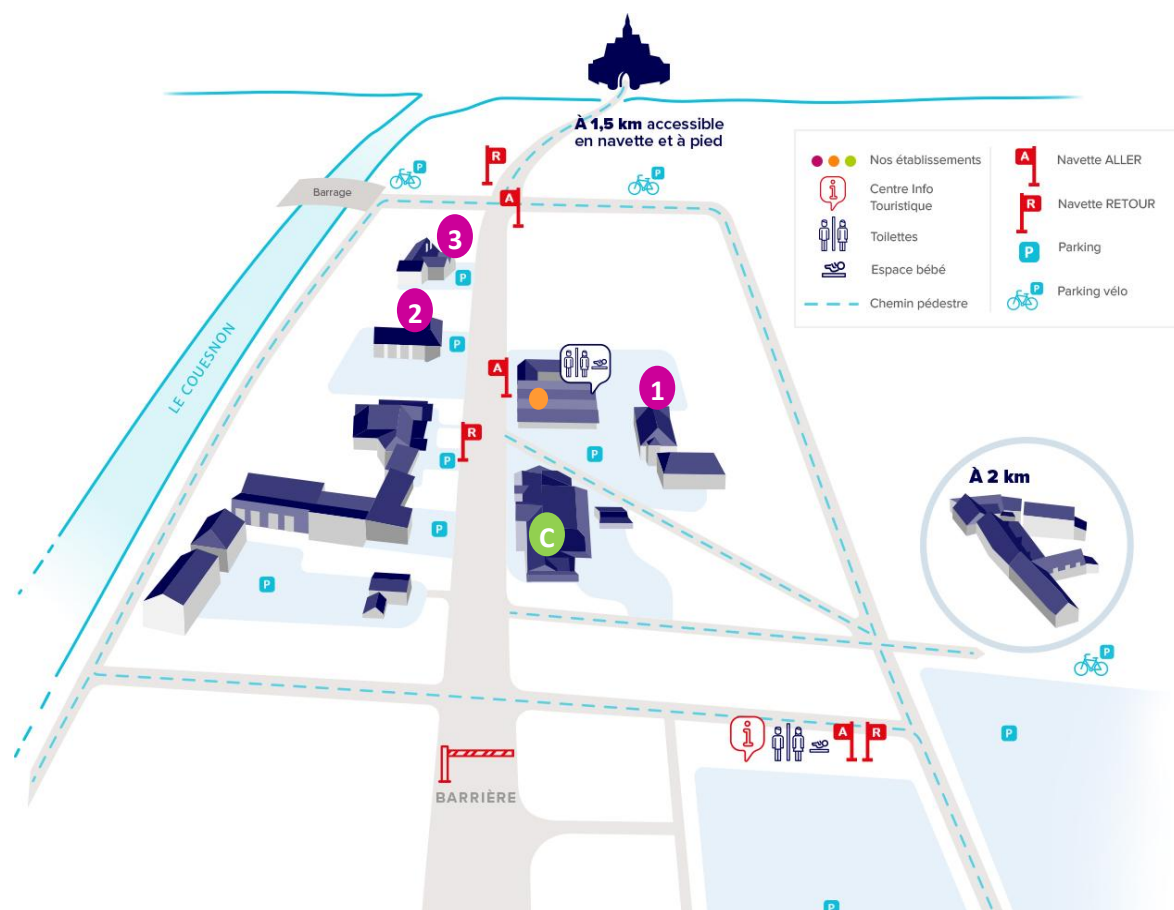 À 1,5 km accessible
en navette et à pied
Nos établissements
Centre Info
Touristique
Toilettes
Espace bébé
Chemin pédestre
A
Navette ALLER
R
Navette RETOUR
P
Parking
P
Parking vélo
R
P
P
A
Barrage
3
P
2
P
LE COUESNON
A
1
R
P
P
À 2 km
C
P
P
P
P
i
A
R
BARRIÈRE
P
i